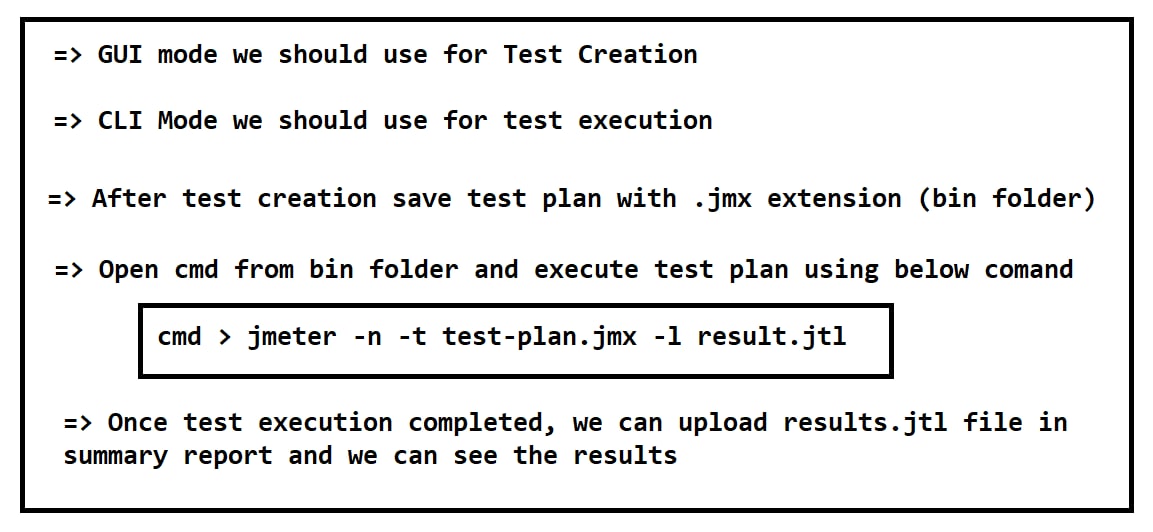 => GUI mode we should use for Test Creation
=> CLI Mode we should use for test execution
=> After test creation save test plan with .jmx extension (bin folder)
=> Open cmd from bin folder and execute test plan using below comand
cmd > jmeter -n -t test-plan.jmx -l result.jtl
=> Once test execution completed, we can upload results.jtl file in
summary report and we can see the results